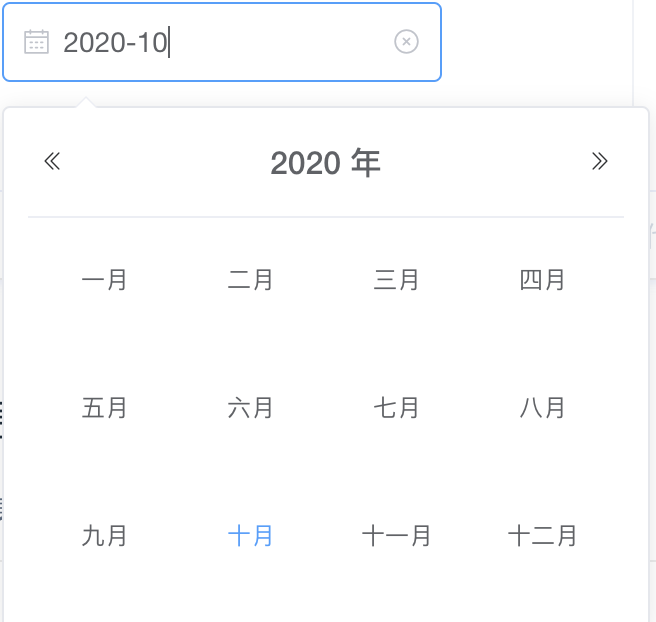 2020-10
2020 年
一月 二月 三月 四月
五月 六月 七月 八月
九月 十月 十一月 十二月